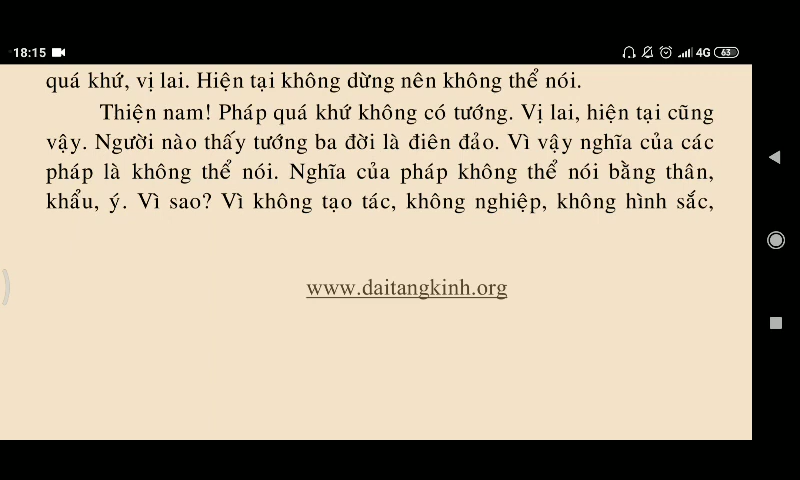 18:15 4G 63
quá khứ, vị lai. Hiện tại không dừng nên không thể nói.
Thiện nam! Pháp quá khứ không có tướng. Vị lai, hiện tại cũng
vậy. Người nào thấy tướng ba đời là điên đảo. Vì vậy nghĩa của các
pháp là không thể nói. Nghĩa của pháp không thể nói bằng thân,
khẩu, ý. Vì sao? Vì không tạo tác, không nghiệp, không hình sắc,
www.daitangkinh.org